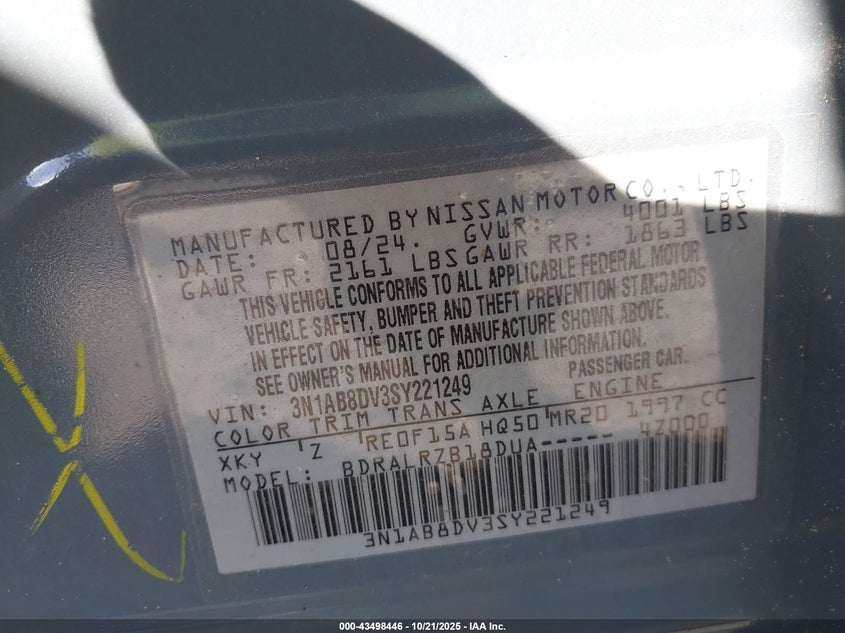 MANUFACTURED BY NISSAN MOTOR CO., LTD.
DATE: 08/24. GVWR: 4001 LBS
GAWR FR: 2161 LBS GAWR RR: 1863 LBS
THIS VEHICLE CONFORMS TO ALL APPLICABLE FEDERAL MOTOR
VEHICLE SAFETY, BUMPER AND THEFT PREVENTION STANDARDS
IN EFFECT ON THE DATE OF MANUFACTURE SHOWN ABOVE.
SEE OWNER'S MANUAL FOR ADDITIONAL INFORMATION.
VIN: 3N1AB8DV3SY221249 PASSENGER CAR.
COLOR TRIM TRANS AXLE ENGINE
XKY Z RE0F15A HQ50 MR20 1997 CC
MODEL: BDRALRZB18DUA----- 4Z000
3N1AB8DV3SY221249
000-43498446 - 10/21/2025 - IAA Inc.